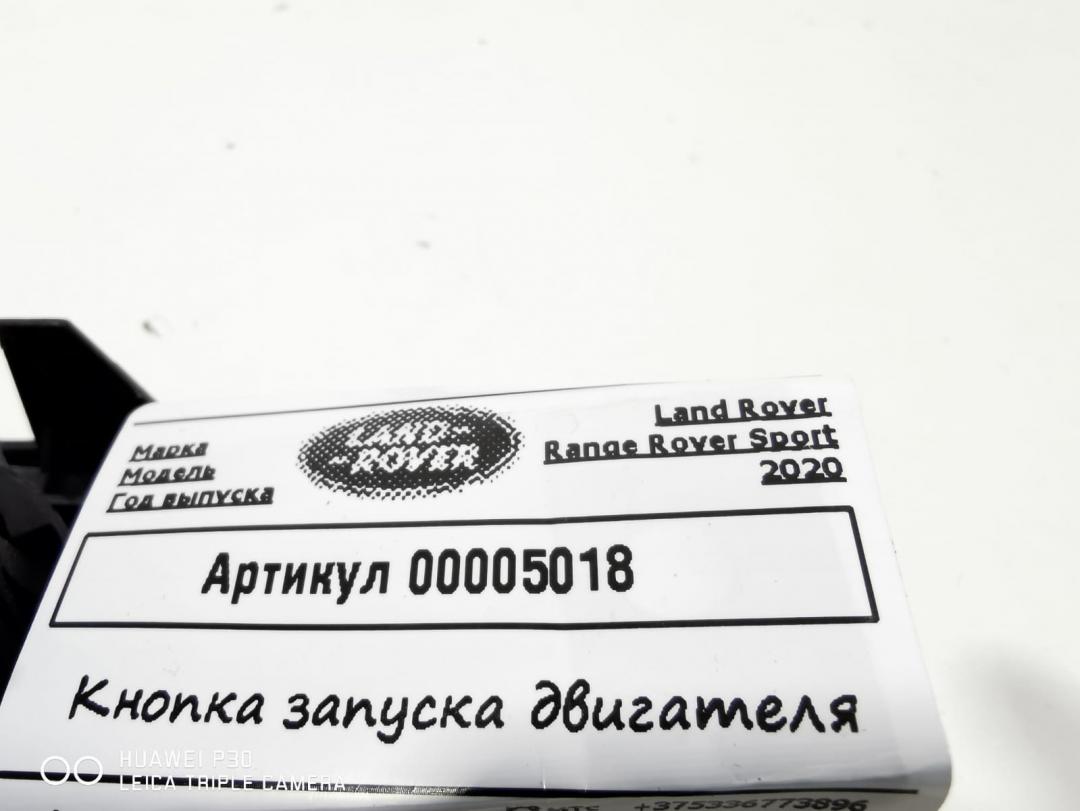 Марка
Модель
Год выпуска
LAND-
-ROVER
Land Rover
Range Rover Sport
2020
Артикул 00005018
Кнопка запуска двигателя
HUAWEI P30
LEICA TRIPLE CAMERA
МТС +375336773896